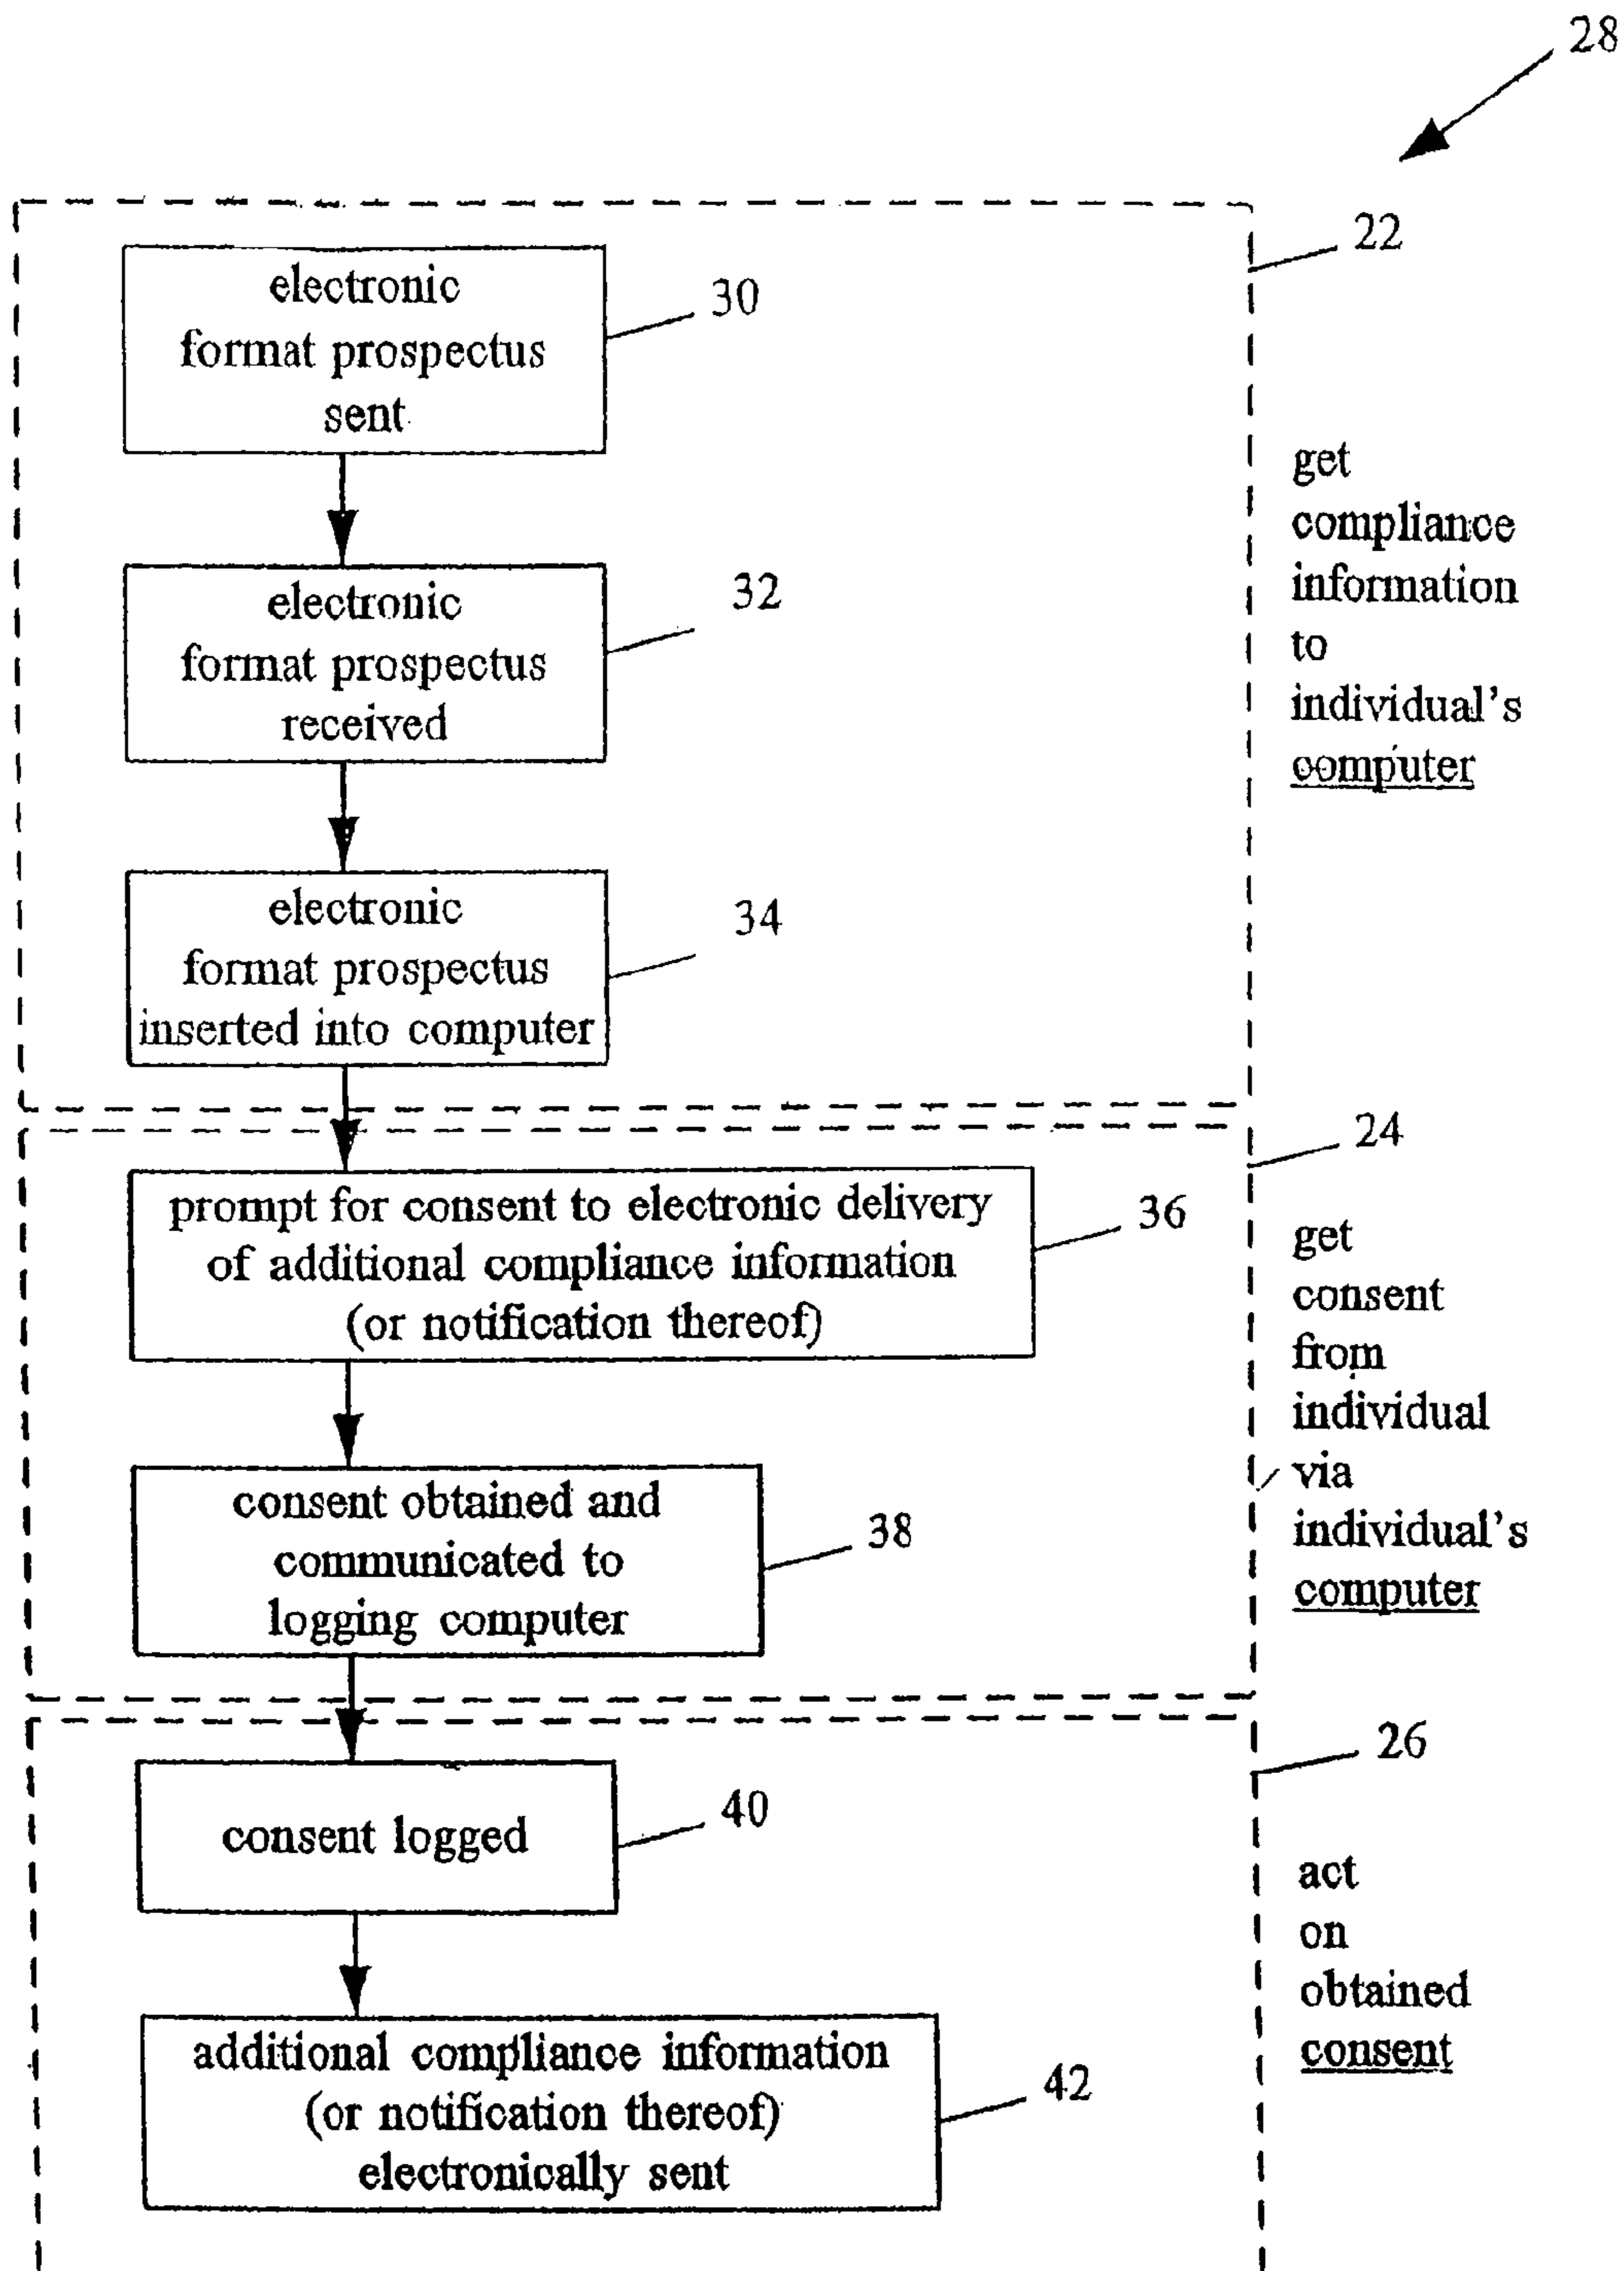 28
22
electronic
format prospectus
sent
30
get
compliance
information
to
individual's
computer
electronic
format prospectus
received
32
electronic
format prospectus
inserted into computer
34
24
prompt for consent to electronic delivery
of additional compliance information
(or notification thereof)
36
get
consent
from
individual
via
individual's
computer
consent obtained and
communicated to
logging computer
38
26
consent logged
40
act
on
obtained
consent
additional compliance information
(or notification thereof)
electronically sent
42